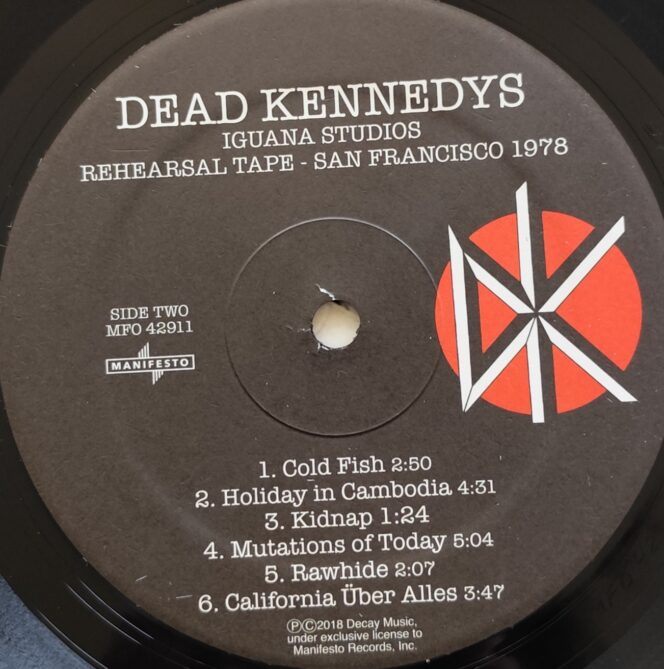 DEAD KENNEDYS
IGUANA STUDIOS
REHEARSAL TAPE - SAN FRANCISCO 1978
SIDE TWO
MFO 42911
MANIFESTO
DK
1. Cold Fish 2:50
2. Holiday in Cambodia 4:31
3. Kidnap 1:24
4. Mutations of Today 5:04
5. Rawhide 2:07
6. California Über Alles 3:47
ⓅⒸ2018 Decay Music,
under exclusive license to
Manifesto Records, Inc.